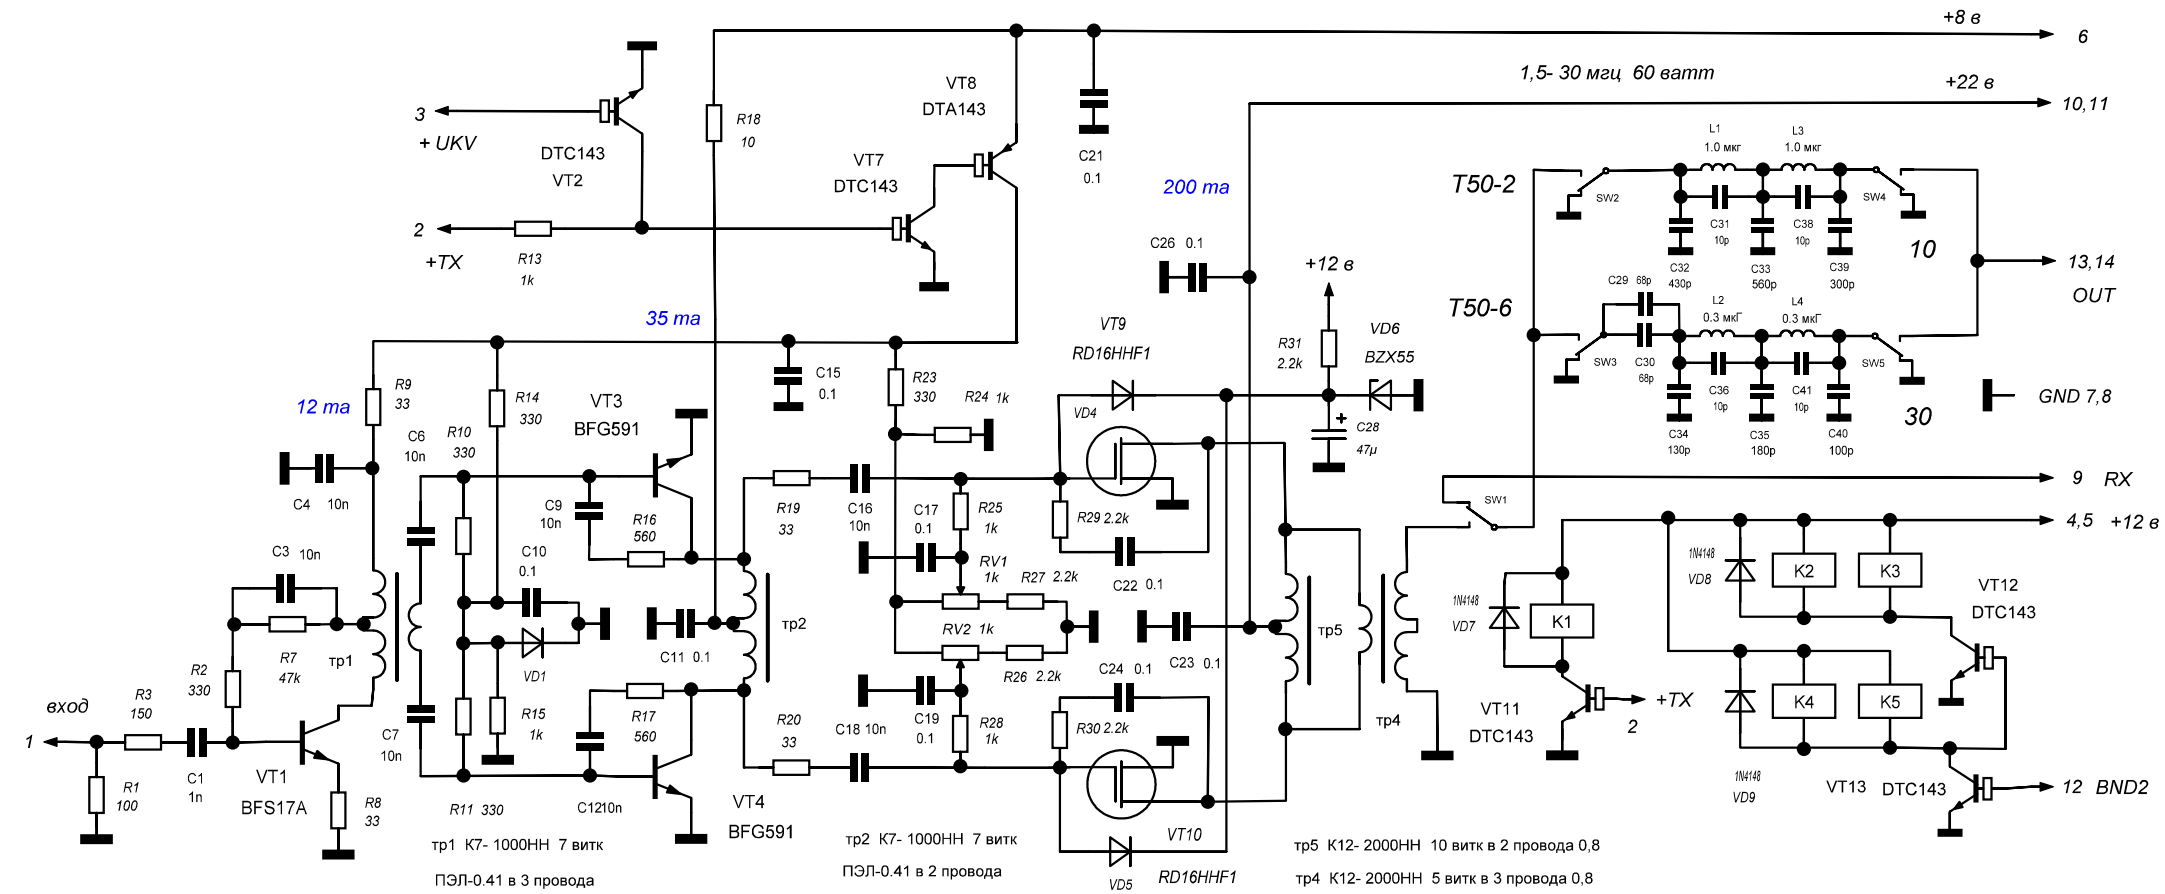 +8 в
6
1,5- 30 мгц 60 ватт
+22 в
10,11
3
+ UKV
DTC143
VT2
VT8
DTA143
R18
10
C21
0.1
VT7
DTC143
2
+TX
R13
1k
200 ma
C26 0.1
+12 в
T50-2
SW2
L1
1.0 мкг
L3
1.0 мкг
SW4
C31
10p
C38
10p
C32
430p
C33
560p
C39
300p
10
13,14
OUT
T50-6
C29 68p
L2
0.3 мкГ
L4
0.3 мкГ
SW3
C30
68p
C36
10p
C41
10p
SW5
C34
130p
C35
180p
C40
100p
30
GND 7,8
35 ma
12 ma
R9
33
C4 10n
C6
10n
R10
330
R14
330
VT3
BFG591
C15
0.1
R23
330
R24 1k
VT9
RD16HHF1
VD4
R31
2.2k
VD6
BZX55
C28
47µ
C9
10n
R16
560
R19
33
C16
10n
C17
0.1
R25
1k
R29 2.2k
C22 0.1
SW1
9 RX
4,5 +12 в
C3 10n
R7
47k
тр1
C10
0.1
VD1
C11 0.1
тр2
RV1
1k
R27 2.2k
RV2 1k
R26 2.2k
C23 0.1
тр5
тр4
1N4148
VD7
K1
1N4148
VD8
K2
K3
VT12
DTC143
K4
K5
1N4148
VD9
VT11
DTC143
+TX
2
VT13 DTC143
12 BND2
вход
1
R3
150
R2
330
R1
100
C1
1n
VT1
BFS17A
R8
33
C7
10n
R15
1k
R11 330
R17
560
C1210n
VT4
BFG591
R20
33
C18 10n
C19
0.1
R28
1k
C24 0.1
R30 2.2k
VT10
RD16HHF1
VD5
тр1 К7- 1000НН 7 витк
ПЭЛ-0.41 в 3 провода
тр2 К7- 1000НН 7 витк
ПЭЛ-0.41 в 2 провода
тр5 К12- 2000НН 10 витк в 2 провода 0,8
тр4 К12- 2000НН 5 витк в 3 провода 0,8